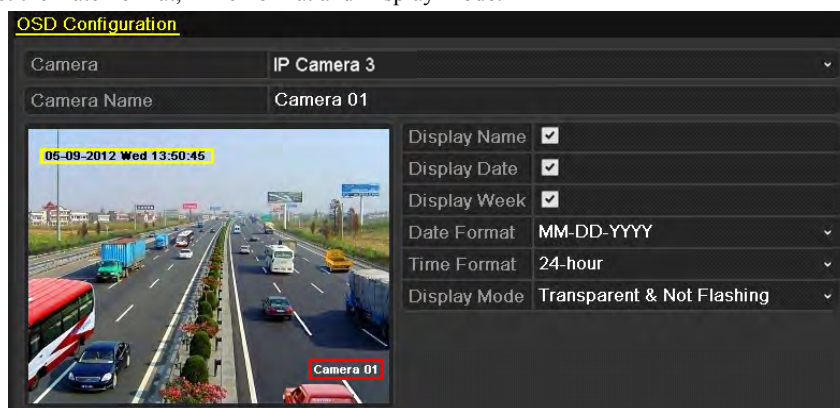 OSD Configuration
Camera IP Camera 3
Camera Name Camera 01
05-09-2012 Wed 13:50:45
Camera 01
Display Name
Display Date
Display Week
Date Format MM-DD-YYYY
Time Format 24-hour
Display Mode Transparent & Not Flashing